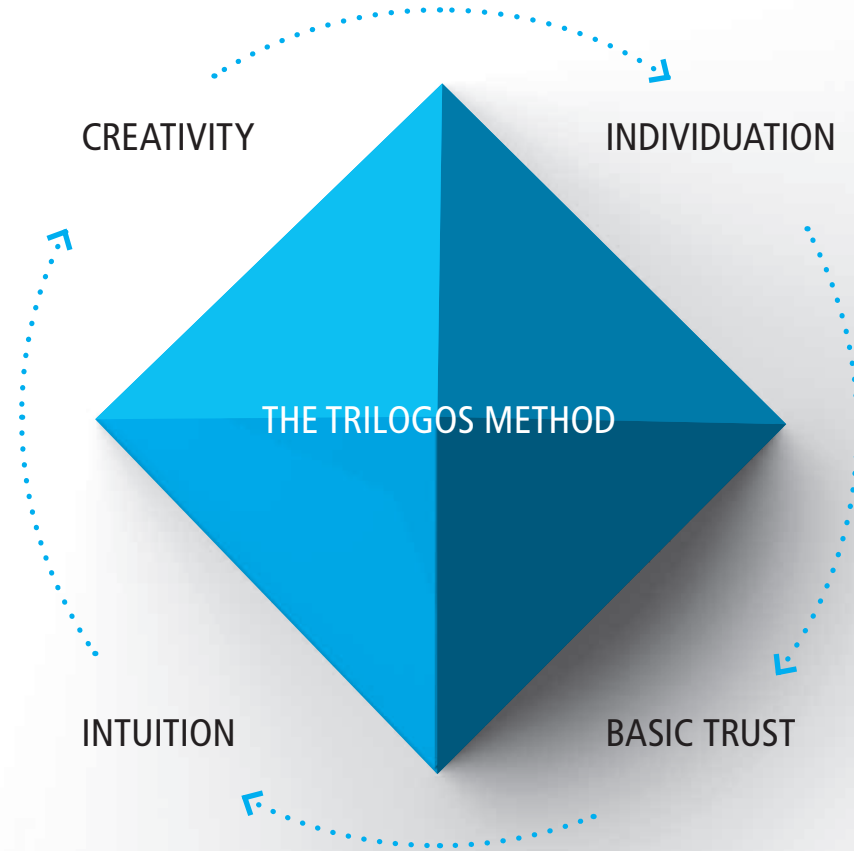 CREATIVITY
INDIVIDUATION
THE TRILOGOS METHOD
INTUITION
BASIC TRUST